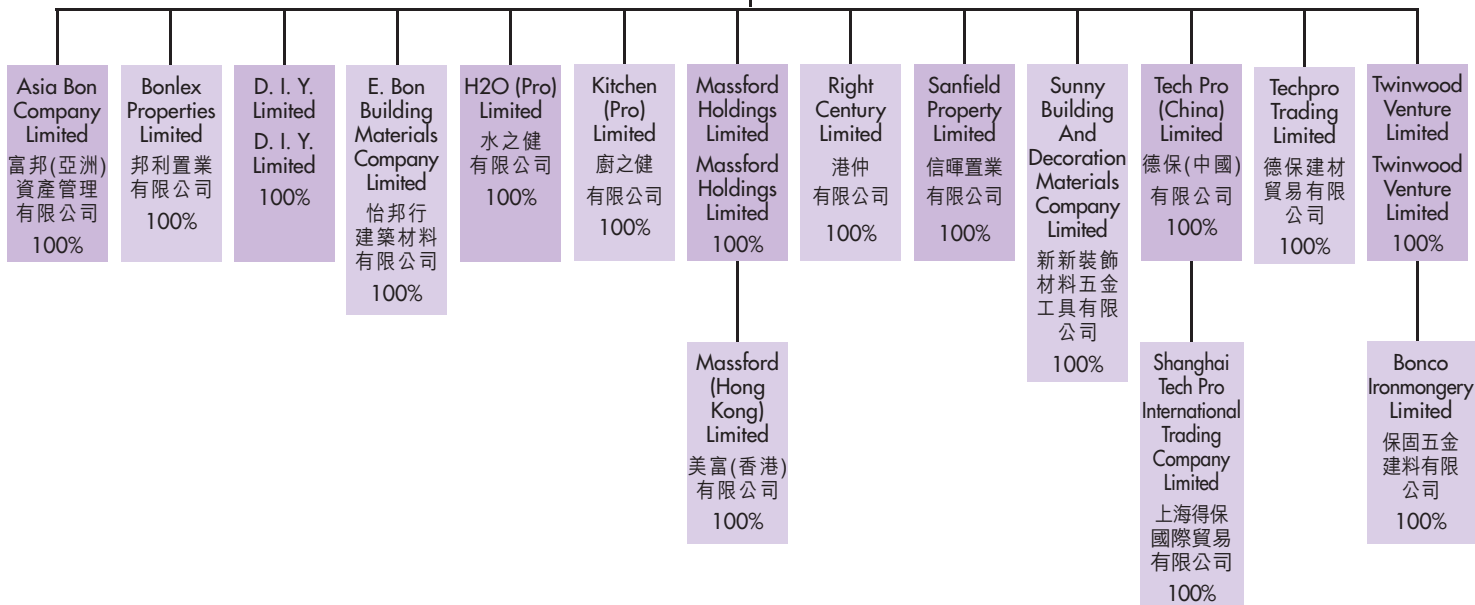 Asia Bon
Company
Limited
富邦(亞洲)
資產管理
有限公司
100%
Bonlex
Properties
Limited
邦利置業
有限公司
100%
D. I. Y.
Limited
D. I. Y.
Limited
100%
E. Bon
Building
Materials
Company
Limited
怡邦行
建築材料
有限公司
100%
H2O (Pro)
Limited
水之健
有限公司
100%
Kitchen
(Pro)
Limited
廚之健
有限公司
100%
Massford
Holdings
Limited
Massford
Holdings
Limited
100%
Right
Century
Limited
港仲
有限公司
100%
Sanfield
Property
Limited
信暉置業
有限公司
100%
Sunny
Building
And
Decoration
Materials
Company
Limited
新新裝飾
材料五金
工具有限
公司
100%
Tech Pro
(China)
Limited
德保(中國)
有限公司
100%
Techpro
Trading
Limited
德保建材
貿易有限
公司
100%
Twinwood
Venture
Limited
Twinwood
Venture
Limited
100%
Massford
(Hong
Kong)
Limited
美富(香港)
有限公司
100%
Shanghai
Tech Pro
International
Trading
Company
Limited
上海得保
國際貿易
有限公司
100%
Bonco
Ironmongery
Limited
保固五金
建料有限
公司
100%